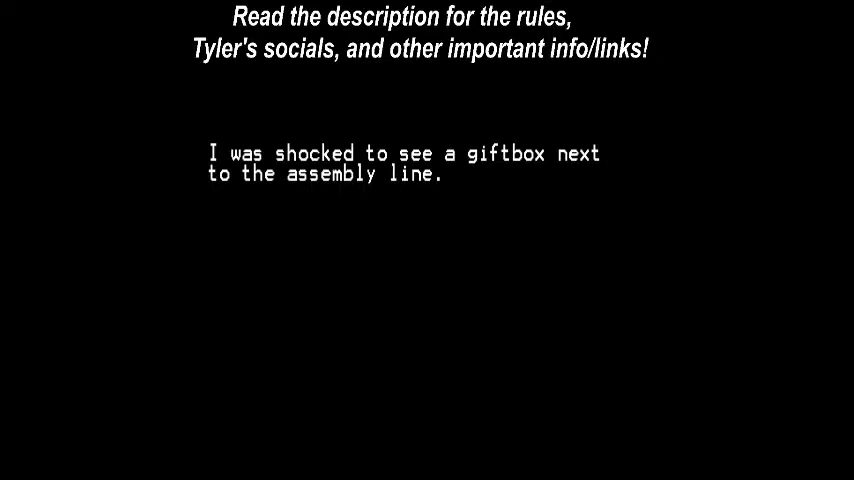 Read the description for the rules,
Tyler's socials, and other important info/links!
I was shocked to see a giftbox next
to the assembly line.